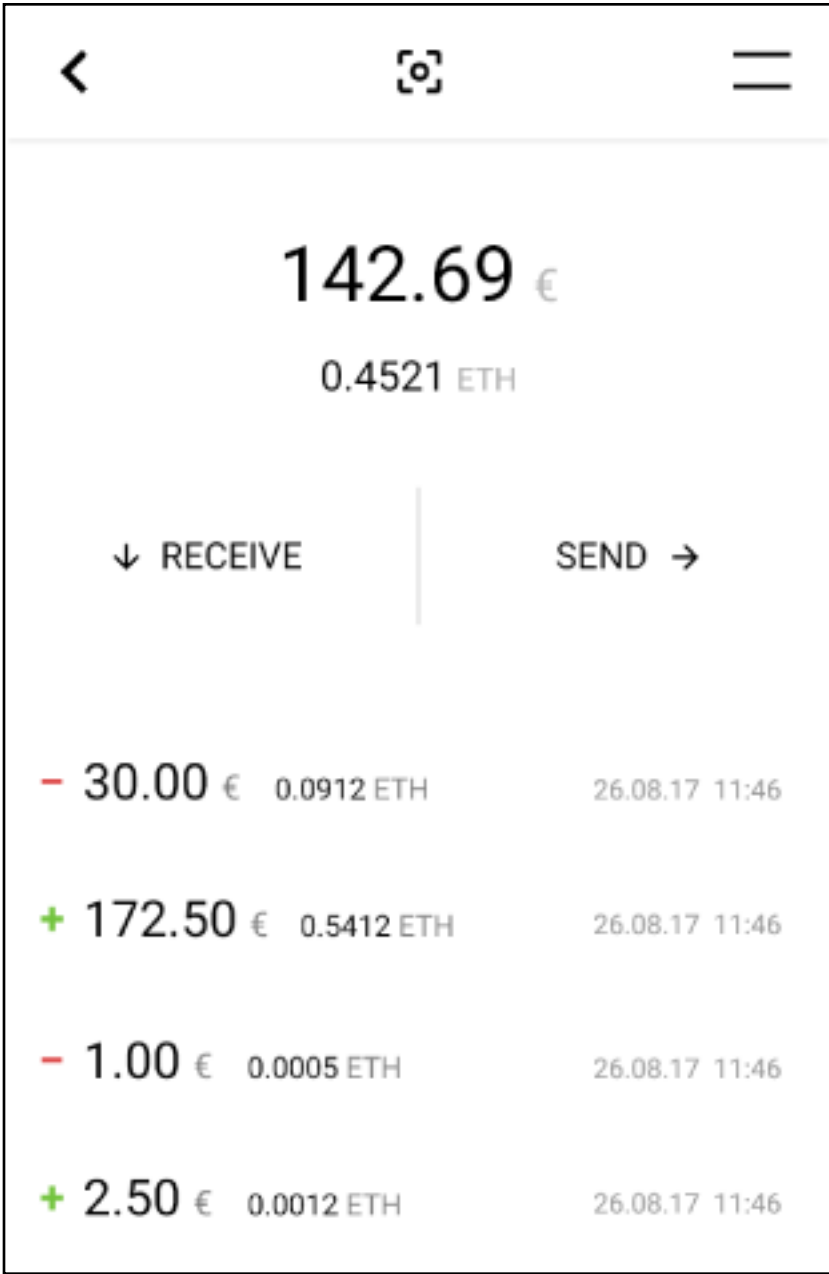 142.69 €
0.4521 ETH
↓ RECEIVE
SEND →
- 30.00 € 0.0912 ETH 26.08.17 11:46
+ 172.50 € 0.5412 ETH 26.08.17 11:46
- 1.00 € 0.0005 ETH 26.08.17 11:46
+ 2.50 € 0.0012 ETH 26.08.17 11:46